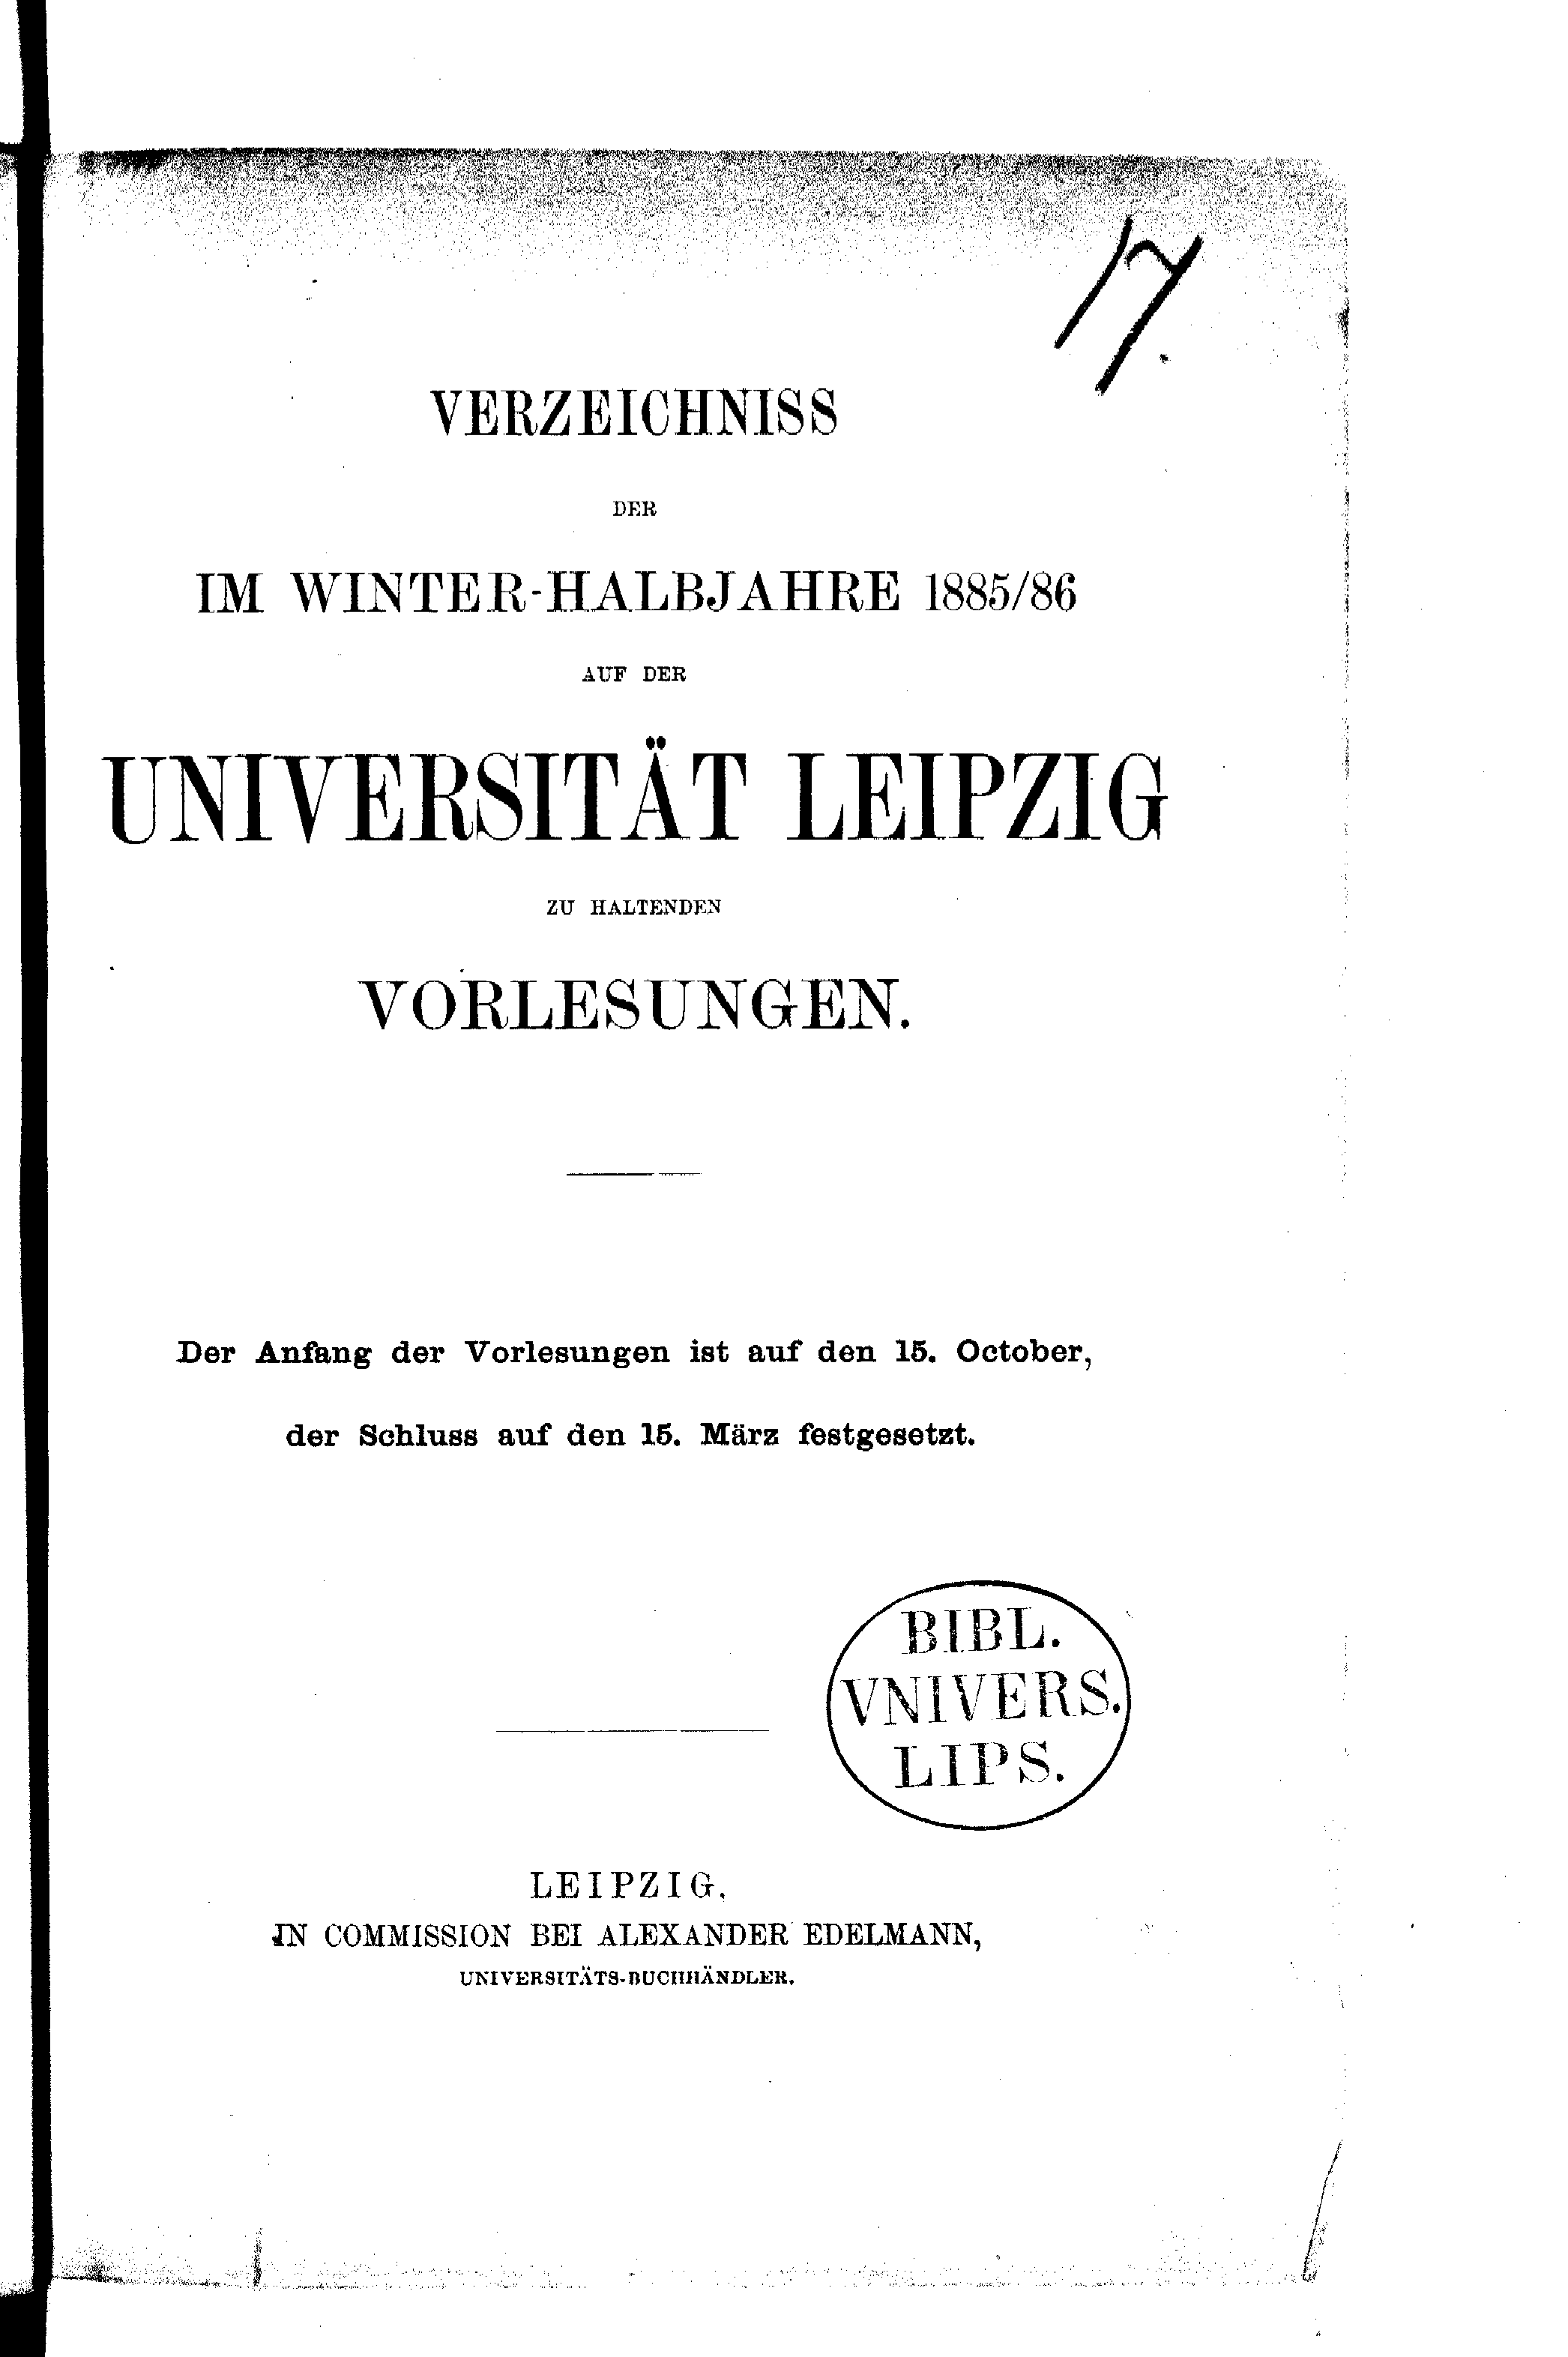 17.
VERZEICHNISS
DER
IM WINTER-HALBJAHRE 1885/86
AUF DER
UNIVERSITÄT LEIPZIG
ZU HALTENDEN
VORLESUNGEN.
Der Anfang der Vorlesungen ist auf den 15. October,
der Schluss auf den 15. März festgesetzt.
BIBL.
VNIVERS.
LIPS.
LEIPZIG,
IN COMMISSION BEI ALEXANDER EDELMANN,
UNIVERSITÄTS-BUCHHÄNDLER.